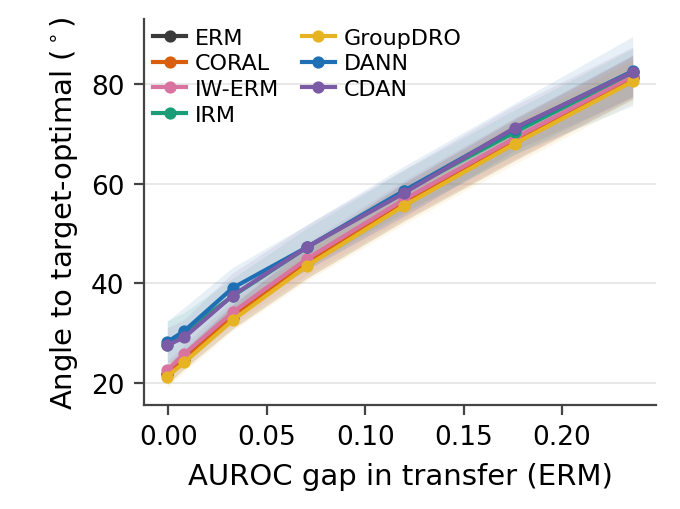 ERM
CORAL
IW-ERM
IRM
GroupDRO
DANN
CDAN
Angle to target-optimal (°)
80
60
40
20
0.00 0.05 0.10 0.15 0.20
AUROC gap in transfer (ERM)